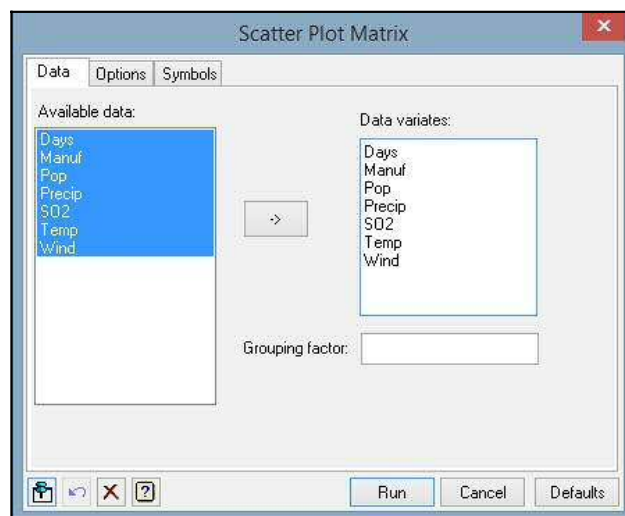 Scatter Plot Matrix
Data
Options
Symbols
Available data:
Days
Manuf
Pop
Precip
SO2
Temp
Wind
->
Data variates:
Days
Manuf
Pop
Precip
SO2
Temp
Wind
Grouping factor:
Run
Cancel
Defaults